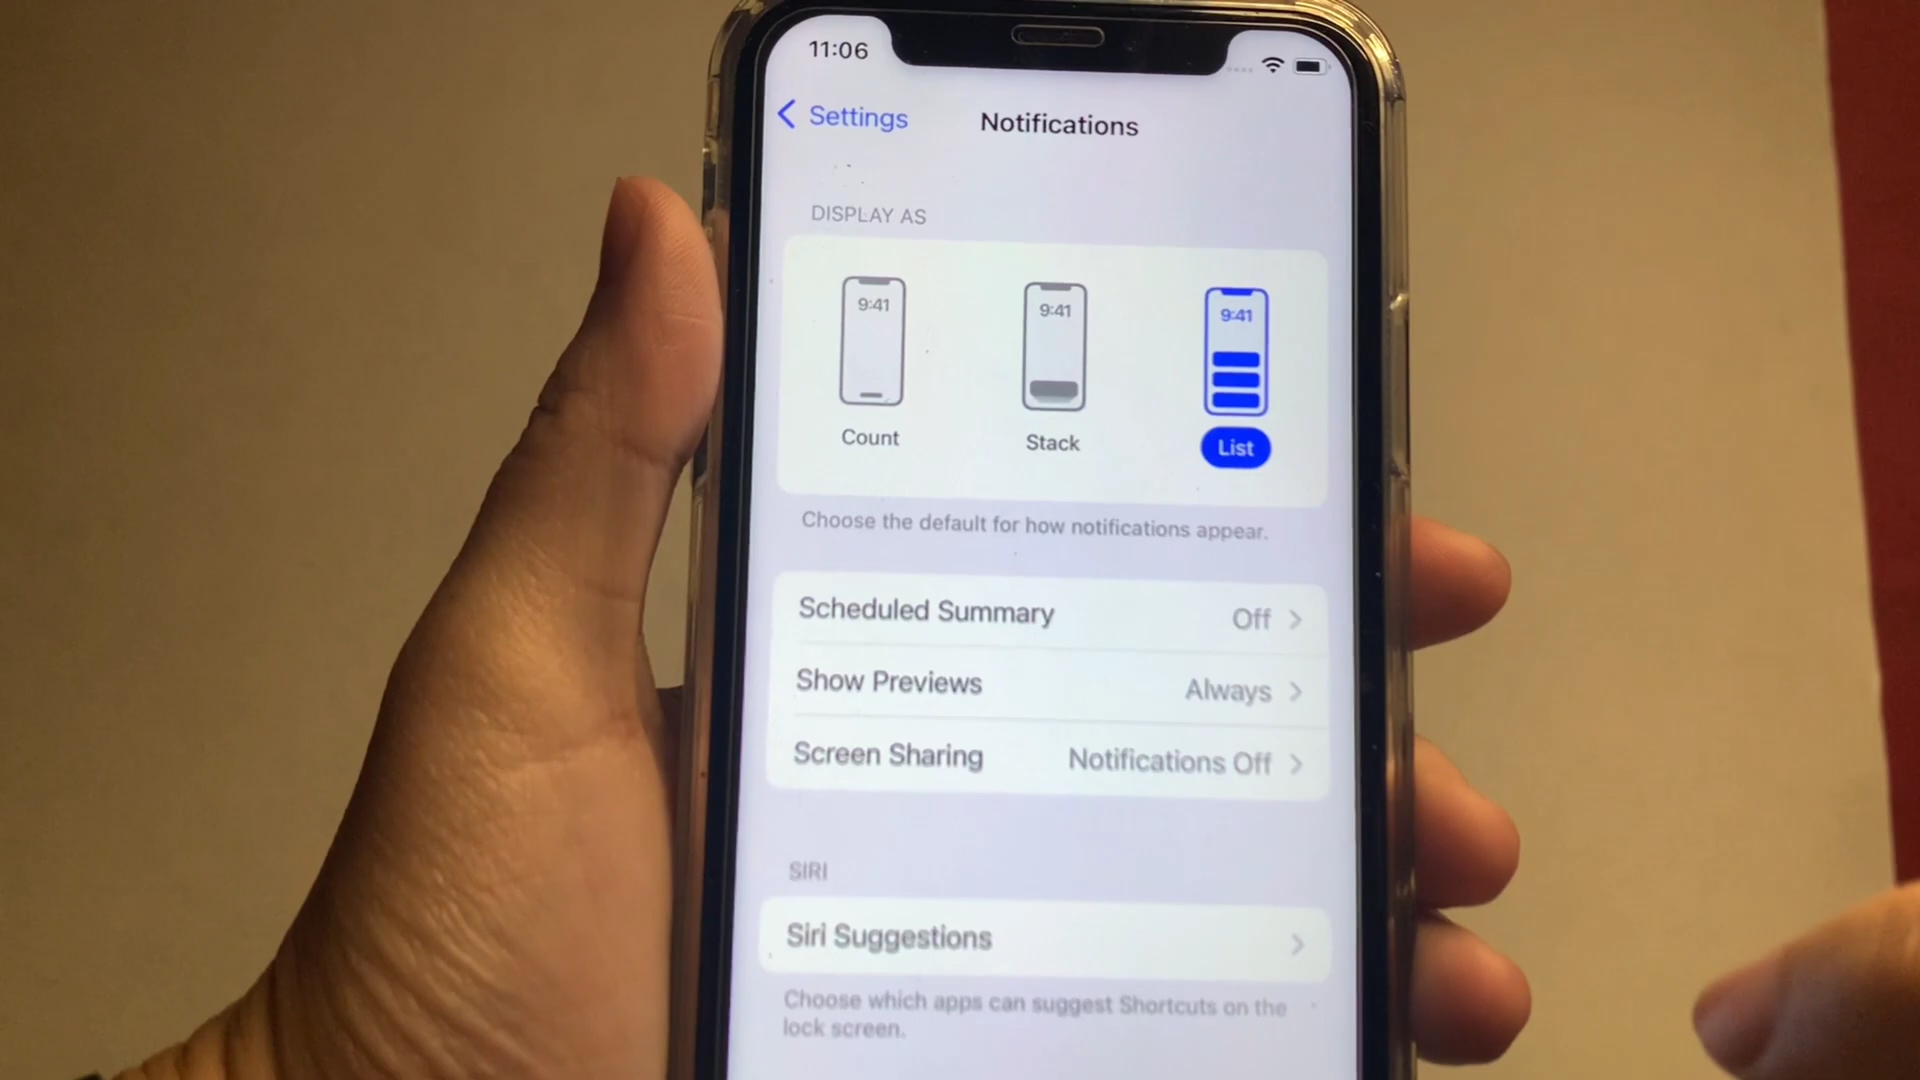 11:06
Settings
Notifications
DISPLAY AS
9:41
9:41
9:41
Count
Stack
List
Choose the default for how notifications appear.
Scheduled Summary Off
Show Previews Always
Screen Sharing Notifications Off
SIRI
Siri Suggestions
Choose which apps can suggest Shortcuts on the
lock screen.